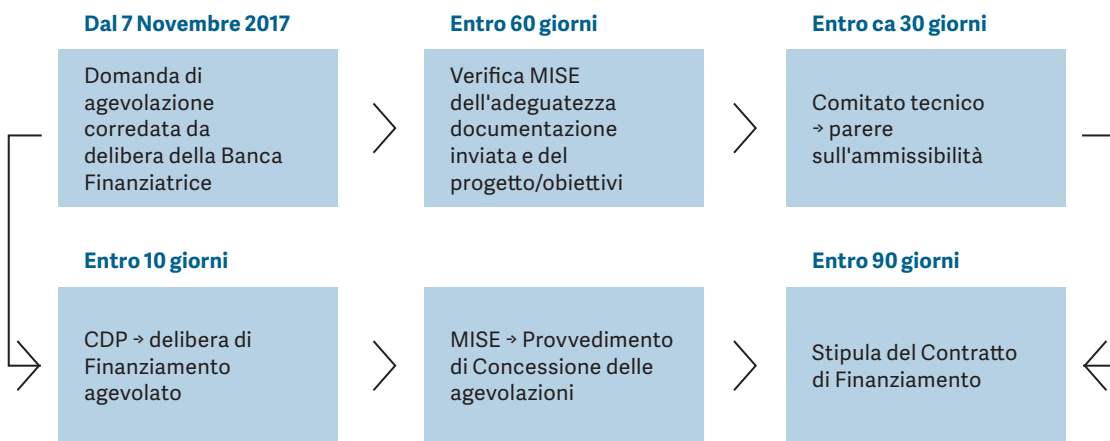 Dal 7 Novembre 2017
Domanda di
agevolazione
corredata da
delibera della Banca
Finanziatrice
Entro 60 giorni
Verifica MISE
dell'adeguatezza
documentazione
inviata e del
progetto/obiettivi
Entro ca 30 giorni
Comitato tecnico
→ parere
sull'ammissibilità
Entro 10 giorni
CDP → delibera di
Finanziamento
agevolato
MISE → Provvedimento
di Concessione delle
agevolazioni
Entro 90 giorni
Stipula del Contratto
di Finanziamento